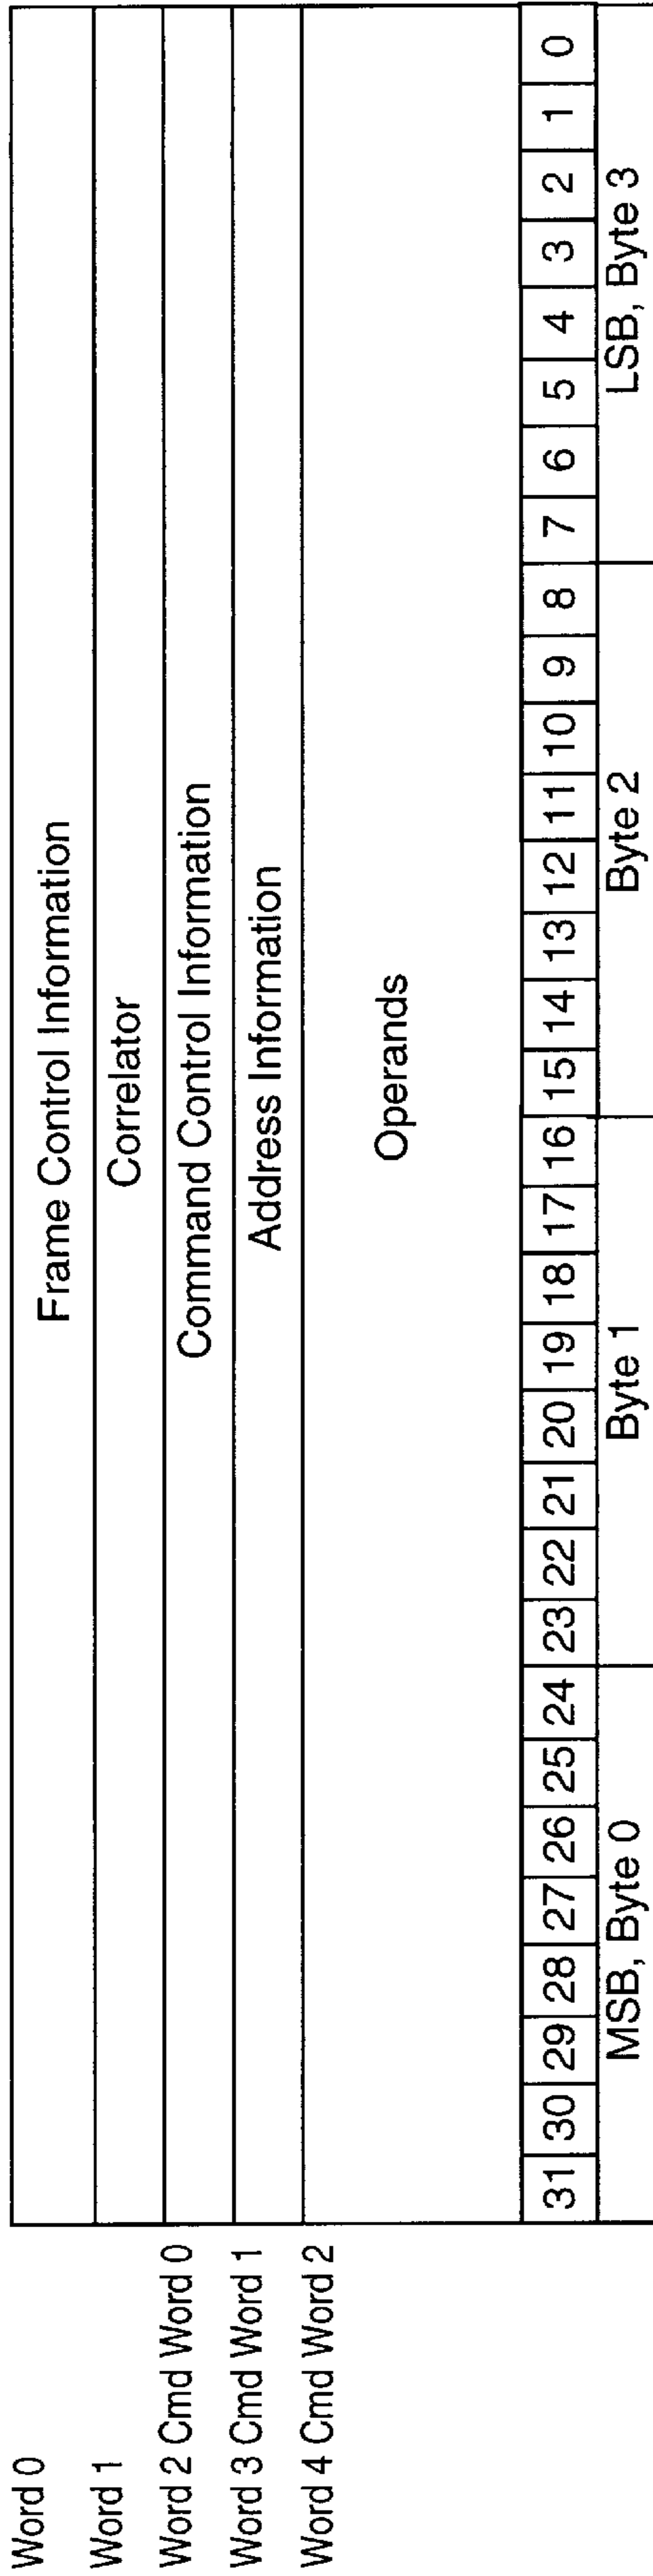 Word 0 Frame Control Information
Word 1 Correlator
Word 2 Cmd Word 0 Command Control Information
Word 3 Cmd Word 1 Address Information
Word 4 Cmd Word 2 Operands
31 30 29 28 27 26 25 24 23 22 21 20 19 18 17 16 15 14 13 12 11 10 9 8 7 6 5 4 3 2 1 0
MSB, Byte 0 Byte 1 Byte 2 LSB, Byte 3